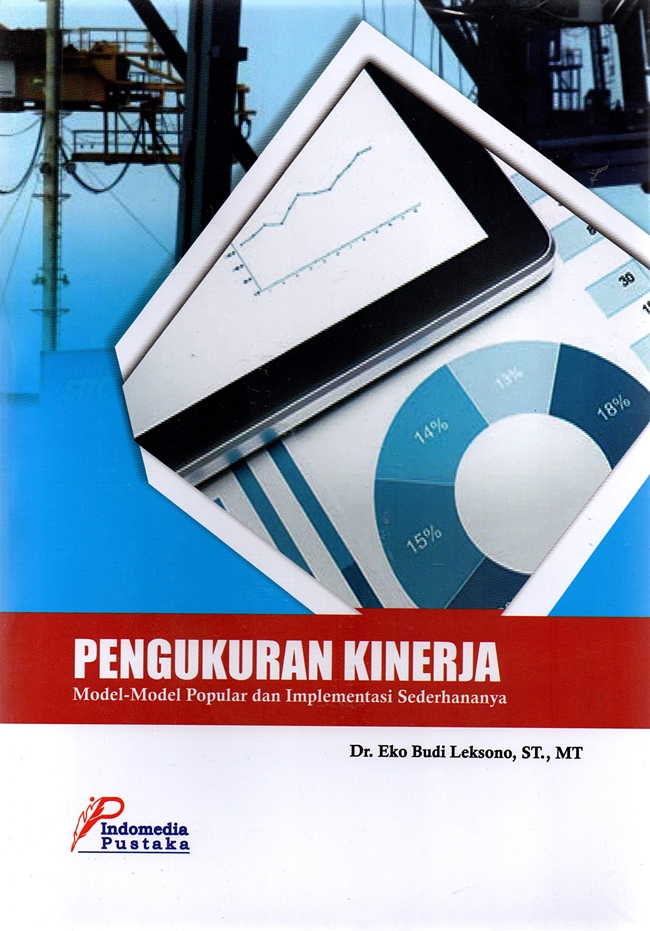 30
13%
18%
14%
15%
PENGUKURAN KINERJA
Model-Model Popular dan Implementasi Sederhananya
Dr. Eko Budi Leksono, ST., MT
Indomedia
Pustaka